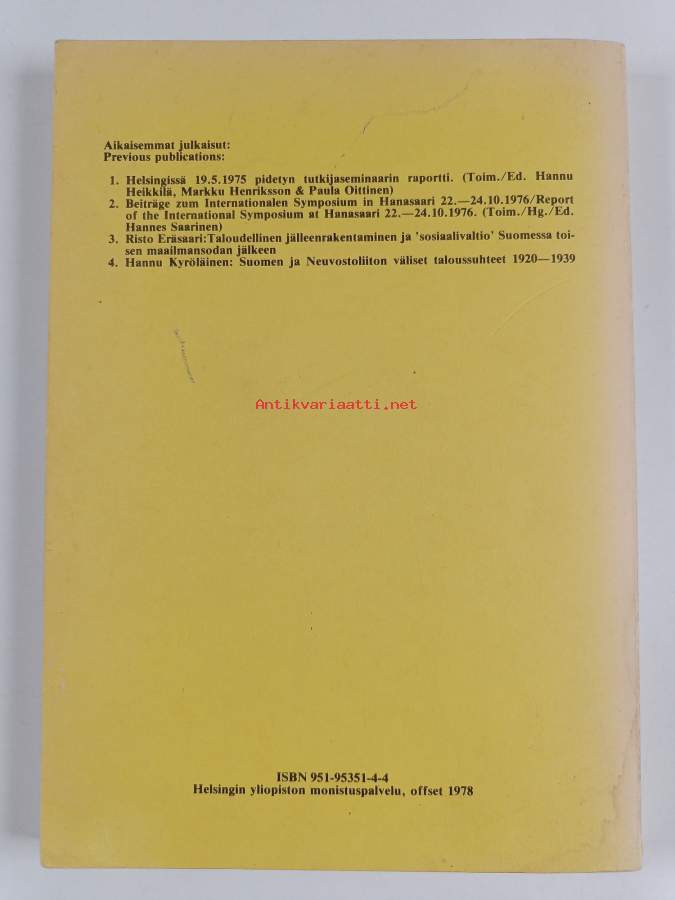 Aikaisemmat julkaisut:
Previous publications:
1. Helsingissä 19.5.1975 pidetyn tutkijaseminaarin raportti. (Toim./Ed. Hannu
Heikkilä, Markku Henriksson & Paula Oittinen)
2. Beiträge zum Internationalen Symposium in Hanasaari 22.—24.10.1976/Report
of the International Symposium at Hanasaari 22.—24.10.1976. (Toim./Hg./Ed.
Hannes Saarinen)
3. Risto Eräsaari:Taloudellinen jälleenrakentaminen ja 'sosiaalivaltio' Suomessa toi-
sen maailmansodan jälkeen
4. Hannu Kyröläinen: Suomen ja Neuvostoliiton väliset taloussuhteet 1920—1939
Antikvariaatti.net
ISBN 951-95351-4-4
Helsingin yliopiston monistuspalvelu, offset 1978